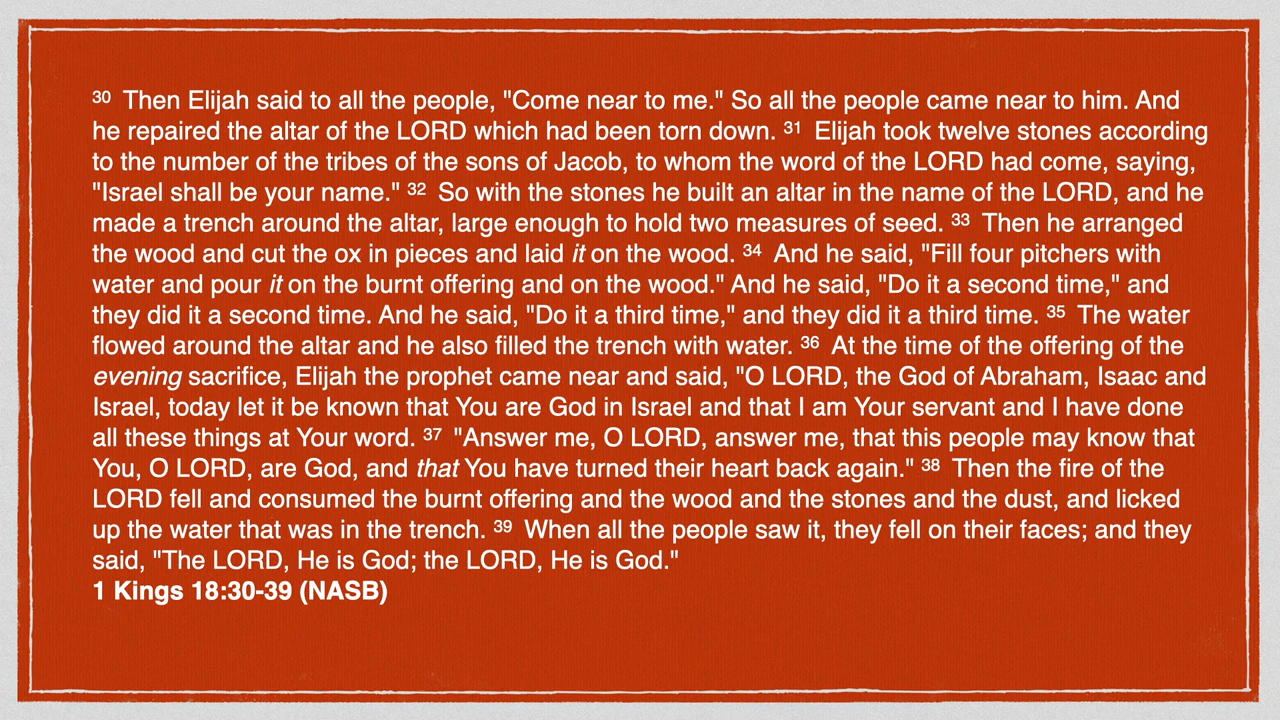 30 Then Elijah said to all the people, "Come near to me." So all the people came near to him. And
he repaired the altar of the LORD which had been torn down. 31 Elijah took twelve stones according
to the number of the tribes of the sons of Jacob, to whom the word of the LORD had come, saying,
"Israel shall be your name." 32 So with the stones he built an altar in the name of the LORD, and he
made a trench around the altar, large enough to hold two measures of seed. 33 Then he arranged
the wood and cut the ox in pieces and laid it on the wood. 34 And he said, "Fill four pitchers with
water and pour it on the burnt offering and on the wood." And he said, "Do it a second time," and
they did it a second time. And he said, "Do it a third time," and they did it a third time. 35 The water
flowed around the altar and he also filled the trench with water. 36 At the time of the offering of the
evening sacrifice, Elijah the prophet came near and said, "O LORD, the God of Abraham, Isaac and
Israel, today let it be known that You are God in Israel and that I am Your servant and I have done
all these things at Your word. 37 "Answer me, O LORD, answer me, that this people may know that
You, O LORD, are God, and that You have turned their heart back again." 38 Then the fire of the
LORD fell and consumed the burnt offering and the wood and the stones and the dust, and licked
up the water that was in the trench. 39 When all the people saw it, they fell on their faces; and they
said, "The LORD, He is God; the LORD, He is God."
1 Kings 18:30-39 (NASB)